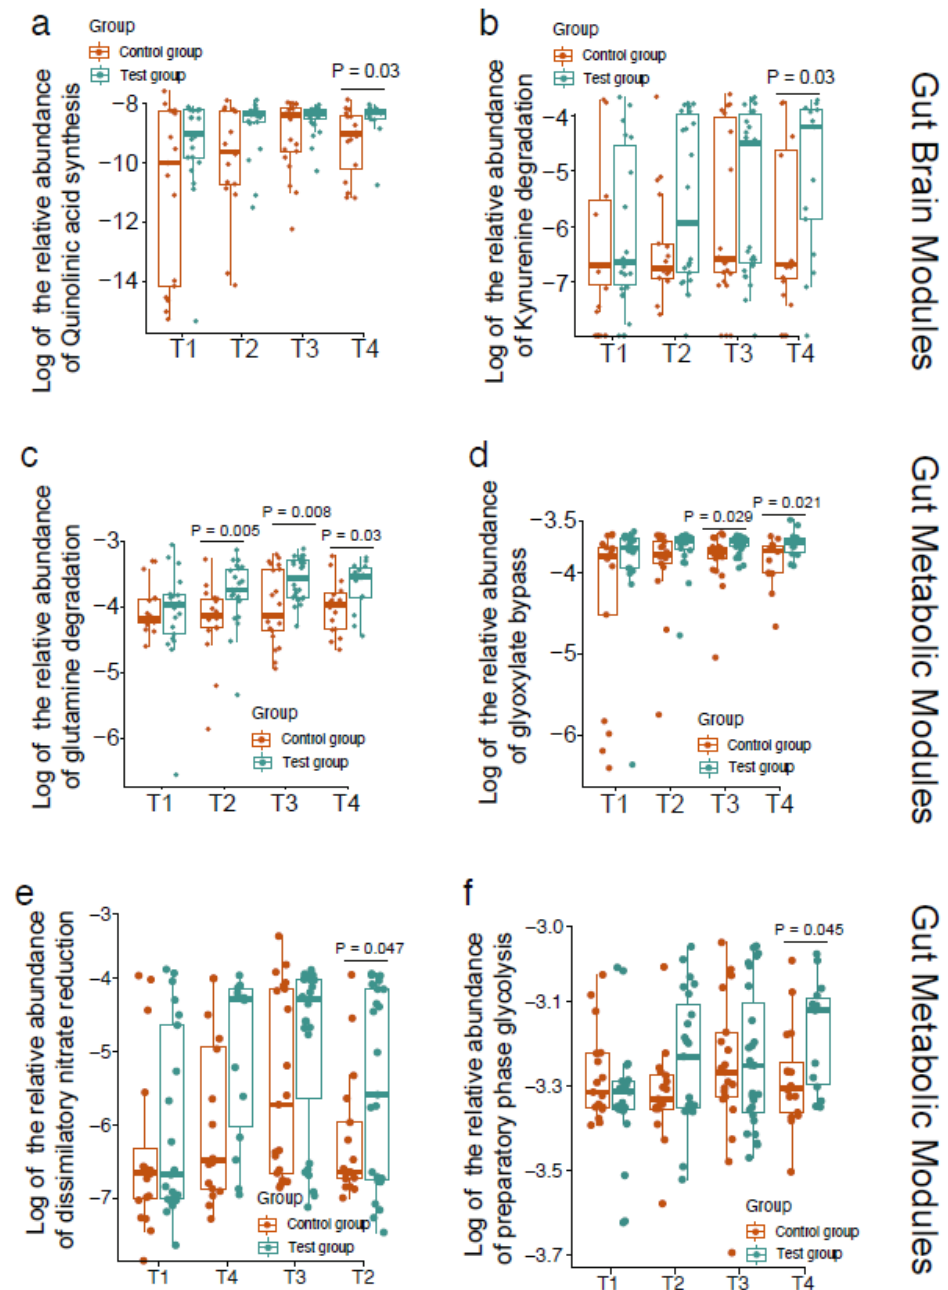 a
Group
Control group
Test group
P = 0.03
Log of the relative abundance
of Quinolinic acid synthesis
−8
−10
−12
−14
T1
T2
T3
T4
b
Group
Control group
Test group
P = 0.03
Log of the relative abundance
of Kynurenine degradation
−4
−5
−6
−7
T1
T2
T3
T4
Gut Brain Modules
c
P = 0.005
P = 0.008
P = 0.03
Log of the relative abundance
of glutamine degradation
−3
−4
−5
−6
Group
Control group
Test group
T1
T2
T3
T4
d
P = 0.029
P = 0.021
Log of the relative abundance
of glyoxylate bypass
−3.5
−4
−5
−6
Group
Control group
Test group
T1
T2
T3
T4
Gut Metabolic Modules
e
P = 0.047
Log of the relative abundance
of dissimilatory nitrate reduction
−3
−4
−5
−6
−7
Group
Control group
Test group
T1
T4
T3
T2
f
P = 0.045
Log of the relative abundance
of preparatory phase glycolysis
−3.0
−3.1
−3.3
−3.5
−3.7
Group
Control group
Test group
T1
T2
T3
T4
Gut Metabolic Modules